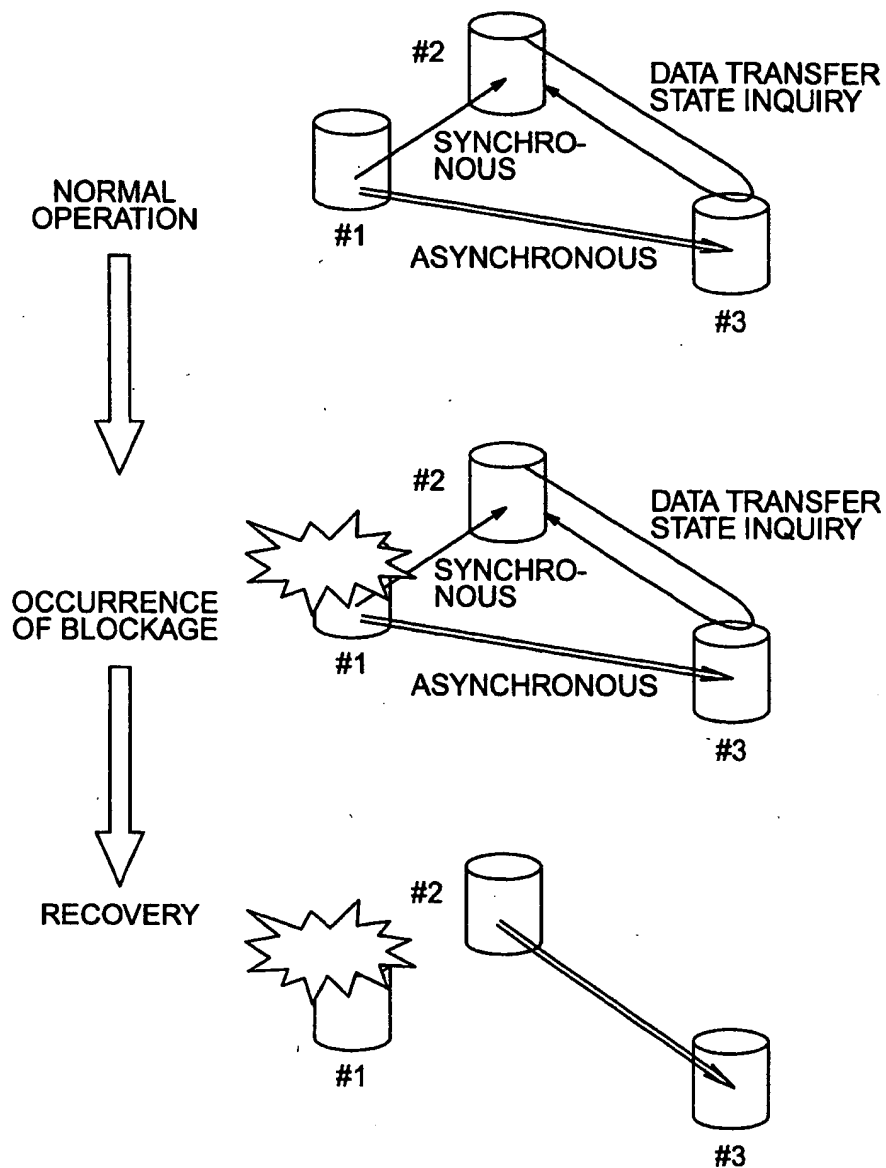 #2
DATA TRANSFER
STATE INQUIRY
SYNCHRO-
NOUS
NORMAL
OPERATION
#1
ASYNCHRONOUS
#3
#2
DATA TRANSFER
STATE INQUIRY
SYNCHRO-
NOUS
OCCURRENCE
OF BLOCKAGE
#1
ASYNCHRONOUS
#3
#2
RECOVERY
#1
#3